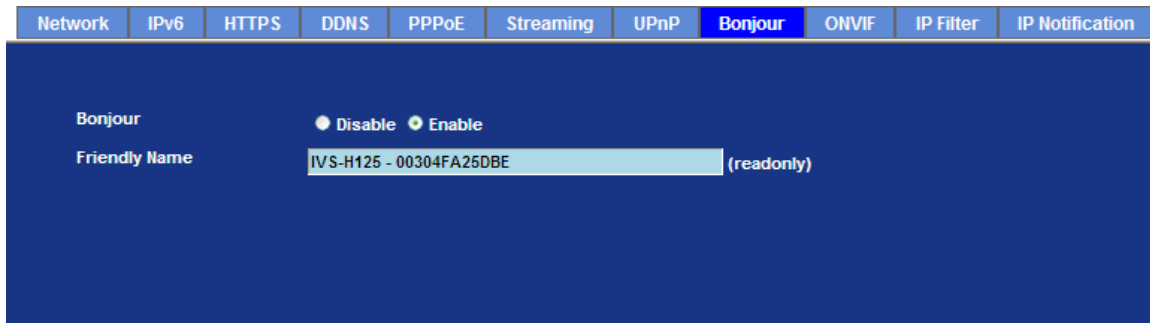 Network IPv6 HTTPS DDNS PPPoE Streaming UPnP Bonjour ONVIF IP Filter IP Notification
Bonjour Disable Enable
Friendly Name IVS-H125 - 00304FA25DBE (readonly)